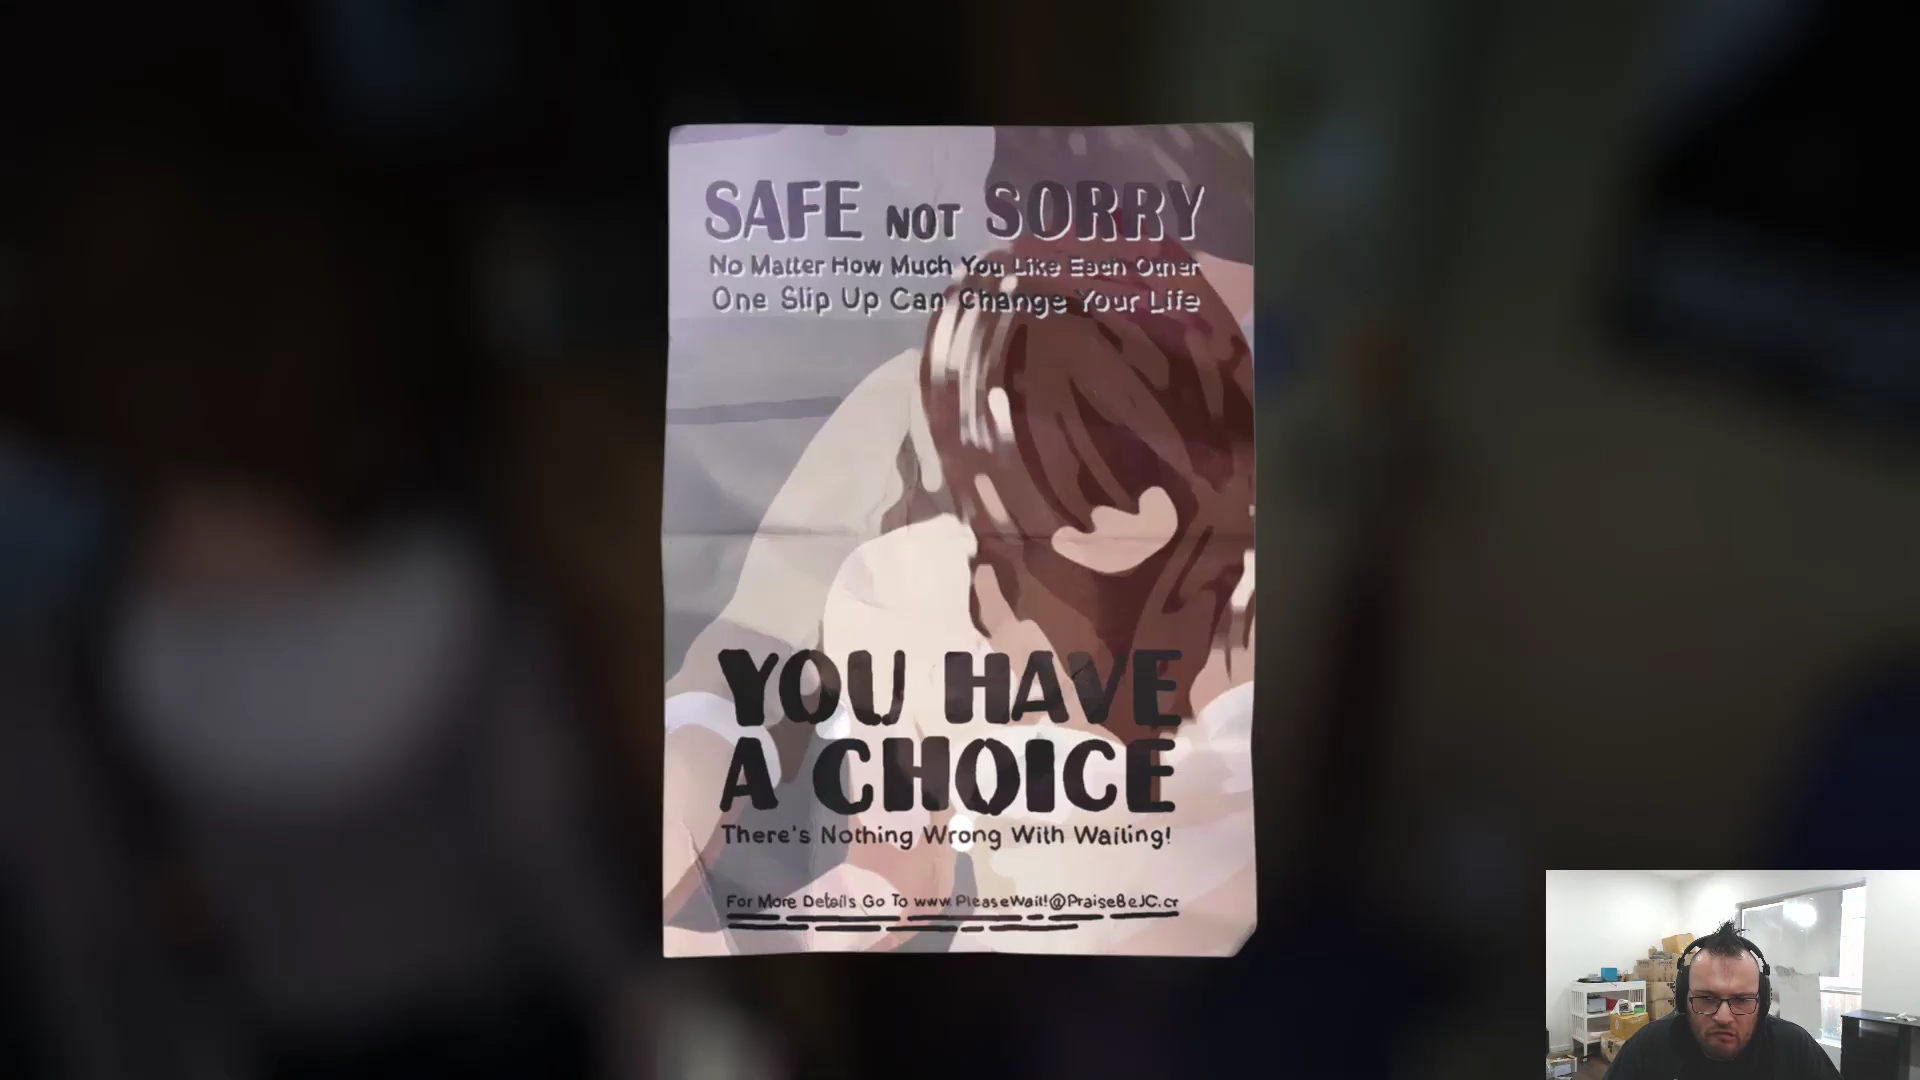 SAFE NOT SORRY
No Matter How Much You Like Each Other
One Slip Up Can Change Your Life
YOU HAVE
A CHOICE
There's Nothing Wrong With Waiting!
For More Details Go To www.PleaseWait!@PraiseBeJC.cr